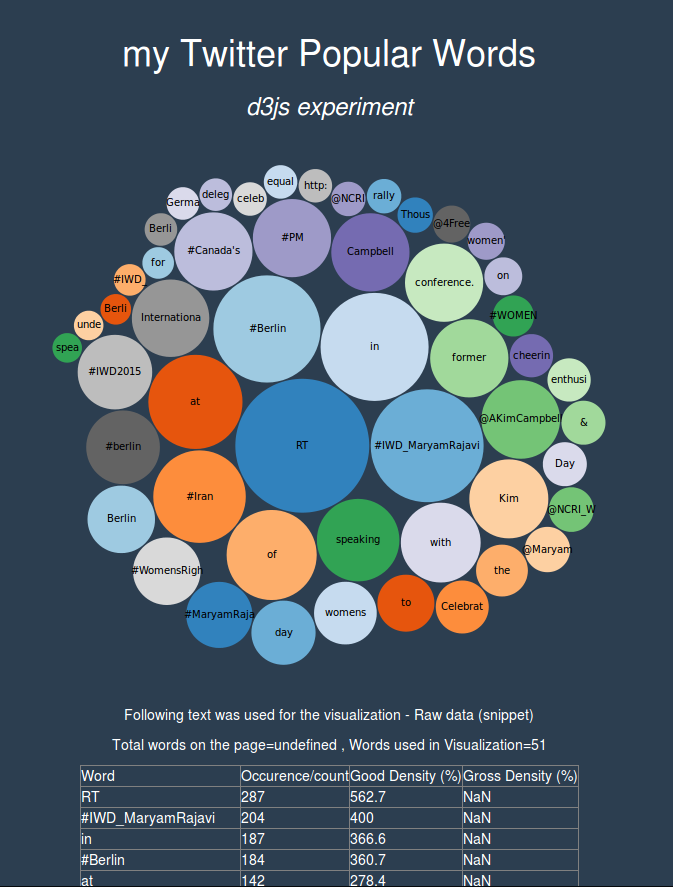 my Twitter Popular Words
d3js experiment
equal
http:
deleg
celeb
@NCRI
rally
Germa
Thous
@4Free
Berli
#Canada's
#PM
Campbell
women'
for
conference.
on
#IWD_
Berli
Internationa
#Berlin
#WOMEN
unde
spea
in
former
cheerin
#IWD2015
enthusi
at
@AKimCampbel
&
#berlin
RT
#IWD_MaryamRajavi
Day
#Iran
Kim
@NCRI_W
Berlin
speaking
with
of
@Maryam
#WomensRigh
the
#MaryamRaja
womens
to
Celebrat
day
Following text was used for the visualization - Raw data (snippet)
Total words on the page=undefined , Words used in Visualization=51
Word Occurence/count Good Density (%) Gross Density (%)
RT 287 562.7 NaN
#IWD_MaryamRajavi 204 400 NaN
in 187 366.6 NaN
#Berlin 184 360.7 NaN
at 142 278.4 NaN